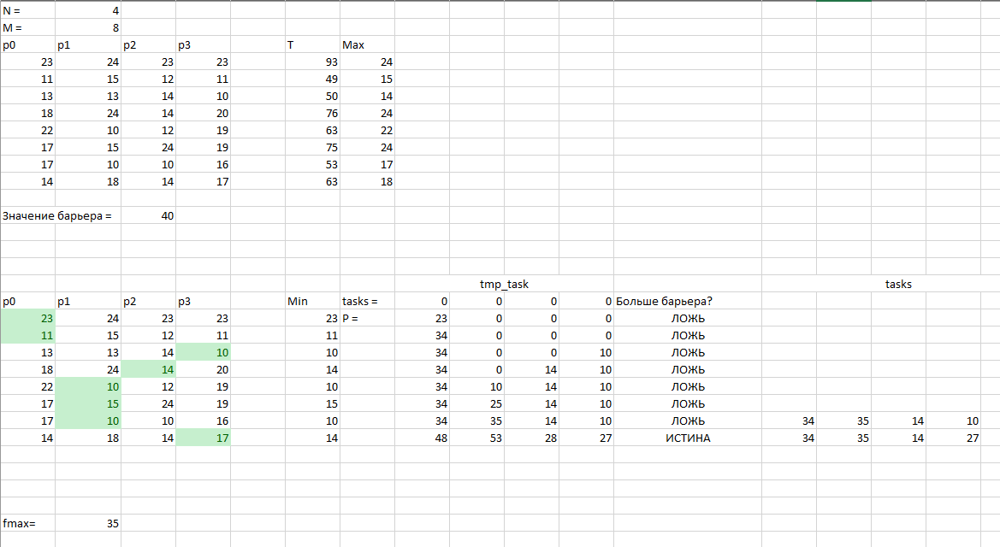 N = 4
M = 8
p0 p1 p2 p3 T Max
23 24 23 23 93 24
11 15 12 11 49 15
13 13 14 10 50 14
18 24 14 20 76 24
22 10 12 19 63 22
17 15 24 19 75 24
17 10 10 16 53 17
14 18 14 17 63 18
Значение барьера = 40
tmp_task tasks
p0 p1 p2 p3 Min tasks = 0 0 0 0 Больше барьера?
23 24 23 23 23 P = 23 0 0 0 ЛОЖЬ
11 15 12 11 11 34 0 0 0 ЛОЖЬ
13 13 14 10 10 34 0 0 10 ЛОЖЬ
18 24 14 20 14 34 0 14 10 ЛОЖЬ
22 10 12 19 10 34 10 14 10 ЛОЖЬ
17 15 24 19 15 34 25 14 10 ЛОЖЬ
17 10 10 16 10 34 35 14 10 ЛОЖЬ 34 35 14 10
14 18 14 17 14 48 53 28 27 ИСТИНА 34 35 14 27
fmax= 35